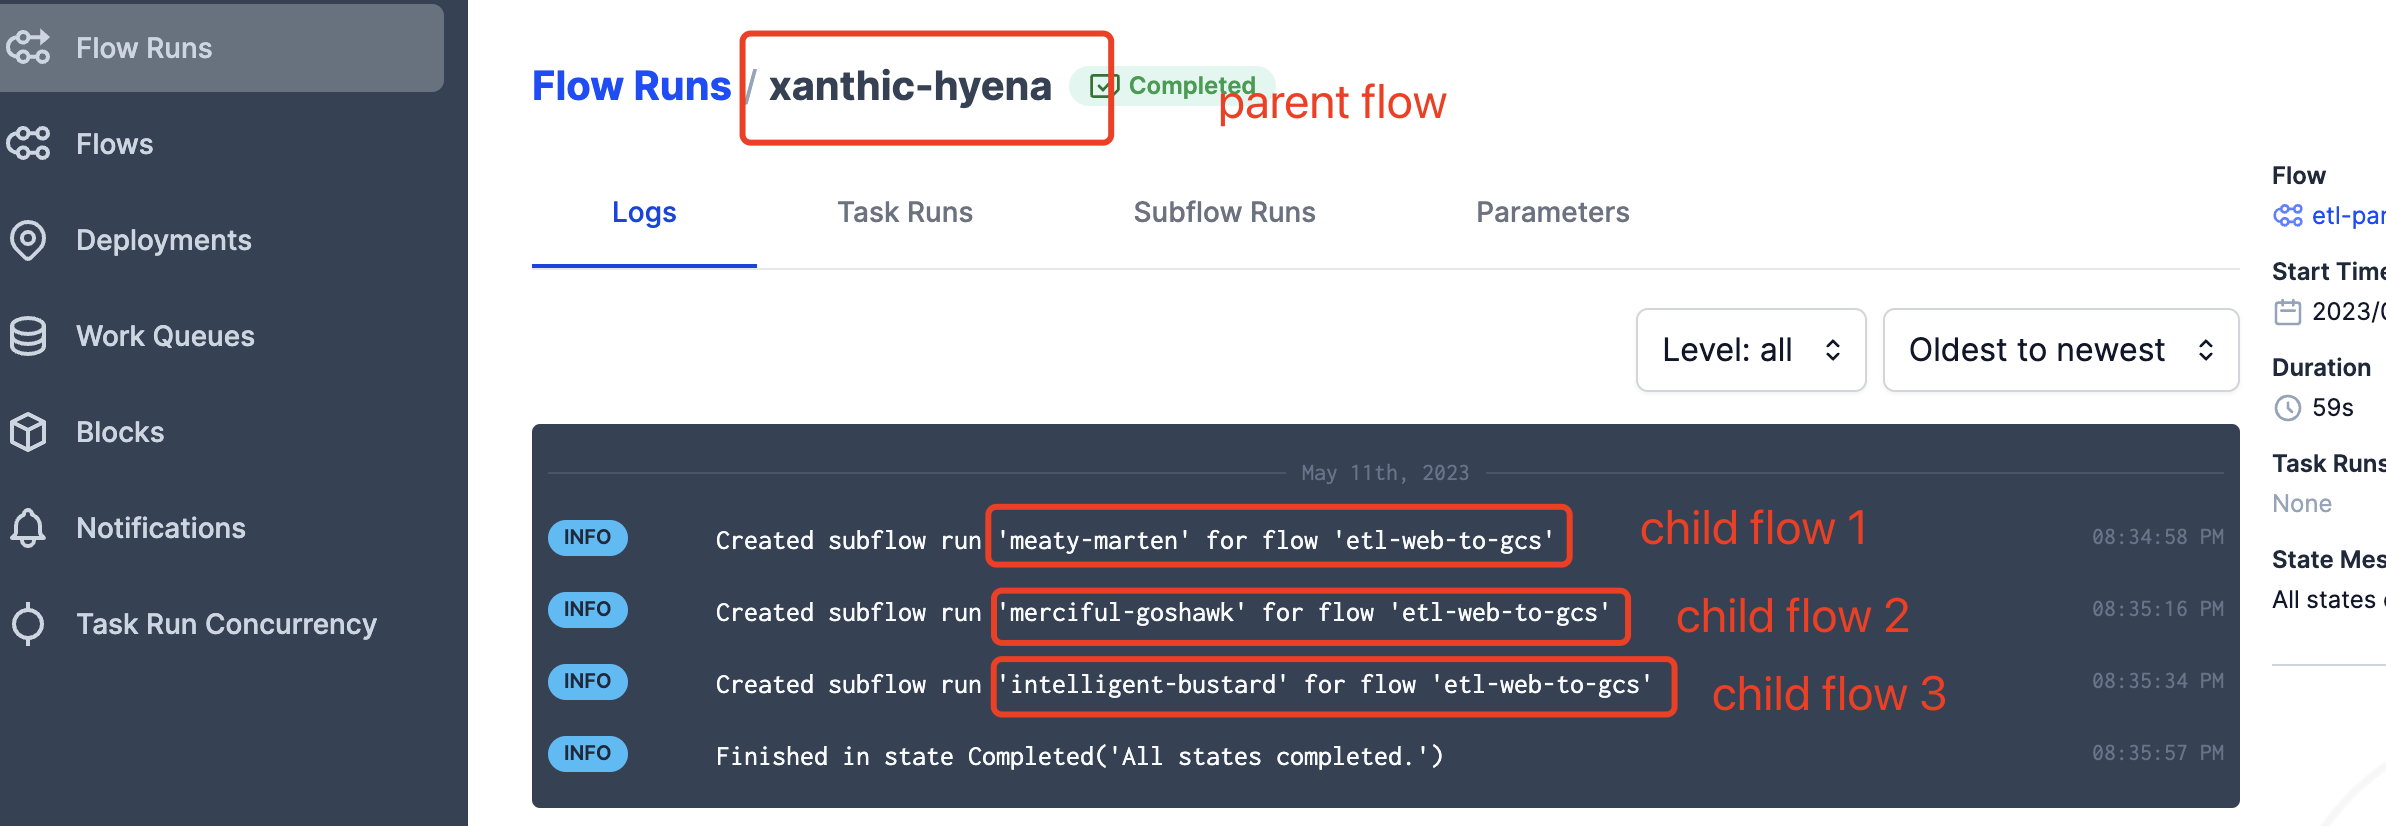 Flow Runs
Flows
Deployments
Work Queues
Blocks
Notifications
Task Run Concurrency
Flow Runs / xanthic-hyena Completed
parent flow
Logs Task Runs Subflow Runs Parameters
Level: all Oldest to newest
May 11th, 2023
INFO Created subflow run 'meaty-marten' for flow 'etl-web-to-gcs' child flow 1 08:34:58 PM
INFO Created subflow run 'merciful-goshawk' for flow 'etl-web-to-gcs' child flow 2 08:35:16 PM
INFO Created subflow run 'intelligent-bustard' for flow 'etl-web-to-gcs' child flow 3 08:35:34 PM
INFO Finished in state Completed('All states completed.') 08:35:57 PM
Flow
etl-par
Start Time
2023/0
Duration
59s
Task Runs
None
State Mes
All states